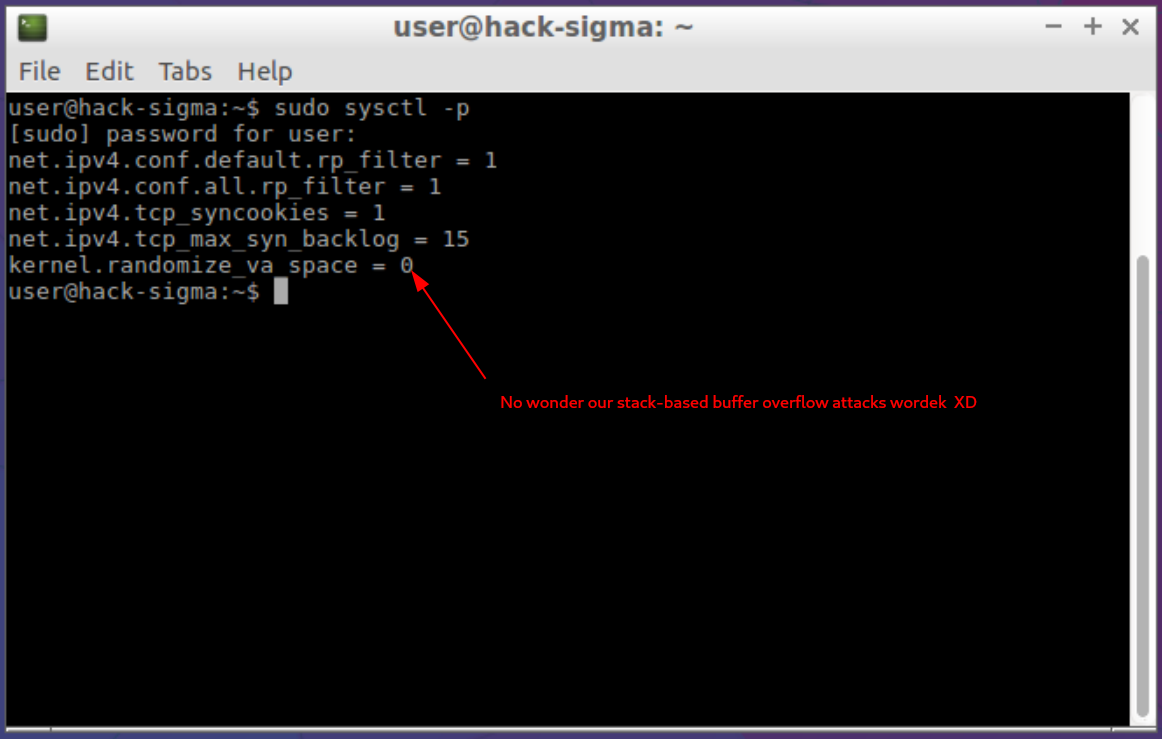 user@hack-sigma: ~
File Edit Tabs Help
user@hack-sigma:~$ sudo sysctl -p
[sudo] password for user:
net.ipv4.conf.default.rp_filter = 1
net.ipv4.conf.all.rp_filter = 1
net.ipv4.tcp_syncookies = 1
net.ipv4.tcp_max_syn_backlog = 15
kernel.randomize_va_space = 0
user@hack-sigma:~$
No wonder our stack-based buffer overflow attacks wordek XD